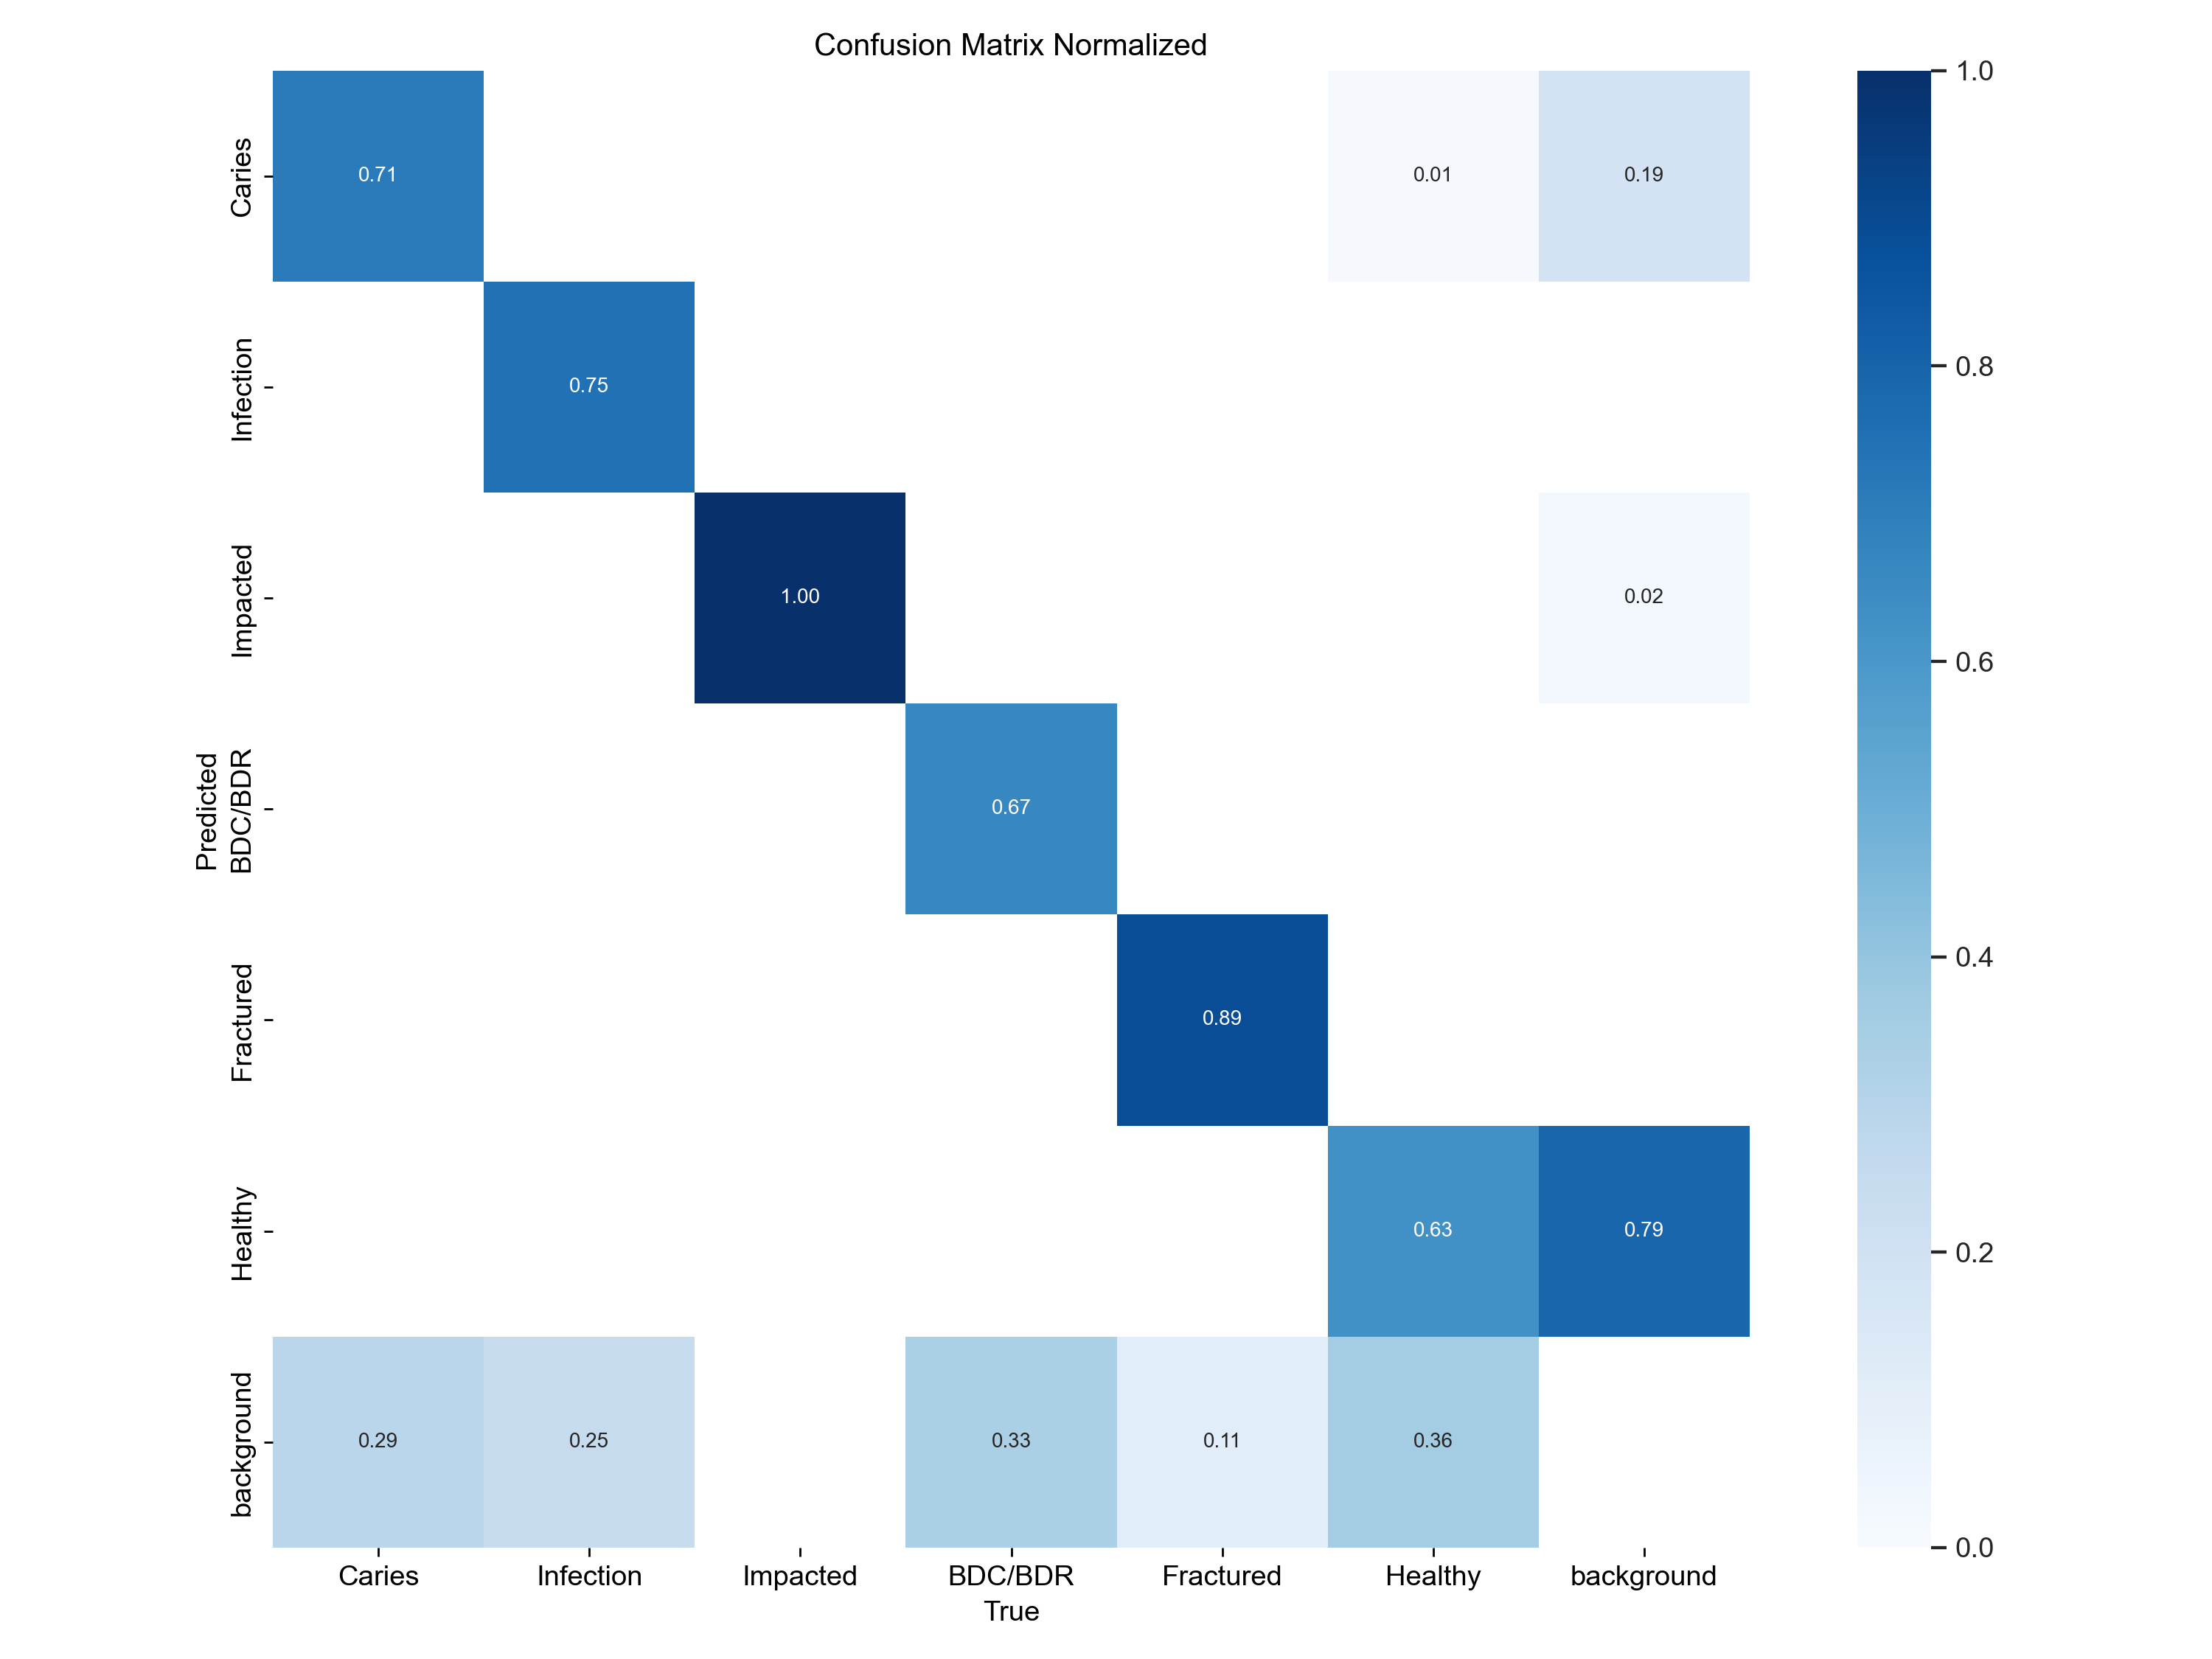 Confusion Matrix Normalized
Predicted
Caries
Infection
Impacted
BDC/BDR
Fractured
Healthy
background
0.71
0.01
0.19
0.75
1.00
0.02
0.67
0.89
0.63
0.79
0.29
0.25
0.33
0.11
0.36
Caries
Infection
Impacted
BDC/BDR
Fractured
Healthy
background
True
1.0
0.8
0.6
0.4
0.2
0.0